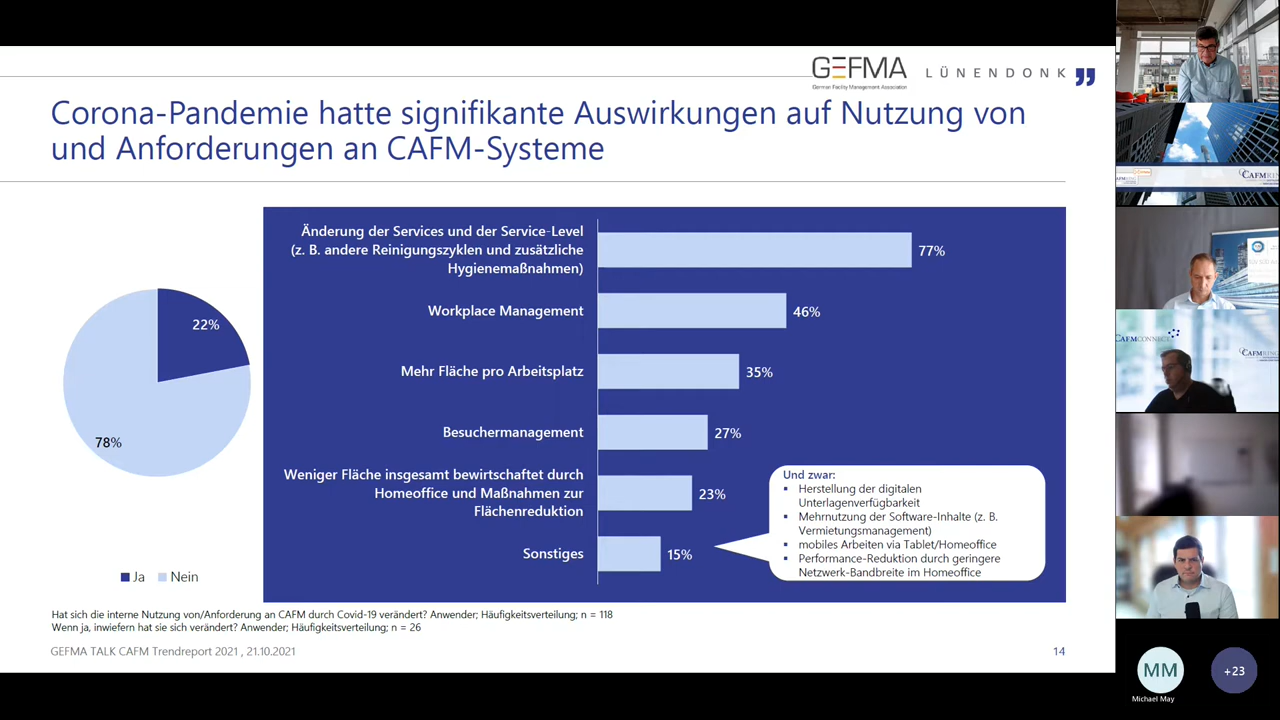 GEFMA
German Facility Management Association
LÜNENDONK
Corona-Pandemie hatte signifikante Auswirkungen auf Nutzung von
und Anforderungen an CAFM-Systeme
22%
78%
Ja
Nein
Änderung der Services und der Service-Level
(z. B. andere Reinigungszyklen und zusätzliche
Hygienemaßnahmen)
77%
Workplace Management
46%
Mehr Fläche pro Arbeitsplatz
35%
Besuchermanagement
27%
Weniger Fläche insgesamt bewirtschaftet durch
Homeoffice und Maßnahmen zur
Flächenreduktion
23%
Sonstiges
15%
Und zwar:
▪ Herstellung der digitalen
Unterlagenverfügbarkeit
▪ Mehrnutzung der Software-Inhalte (z. B.
Vermietungsmanagement)
▪ mobiles Arbeiten via Tablet/Homeoffice
▪ Performance-Reduktion durch geringere
Netzwerk-Bandbreite im Homeoffice
Hat sich die interne Nutzung von/Anforderung an CAFM durch Covid-19 verändert? Anwender; Häufigkeitsverteilung; n = 118
Wenn ja, inwiefern hat sie sich verändert? Anwender; Häufigkeitsverteilung; n = 26
GEFMA TALK CAFM Trendreport 2021 , 21.10.2021
14
CAFMRING
CAFMCONNECT
MM
Michael May
+23